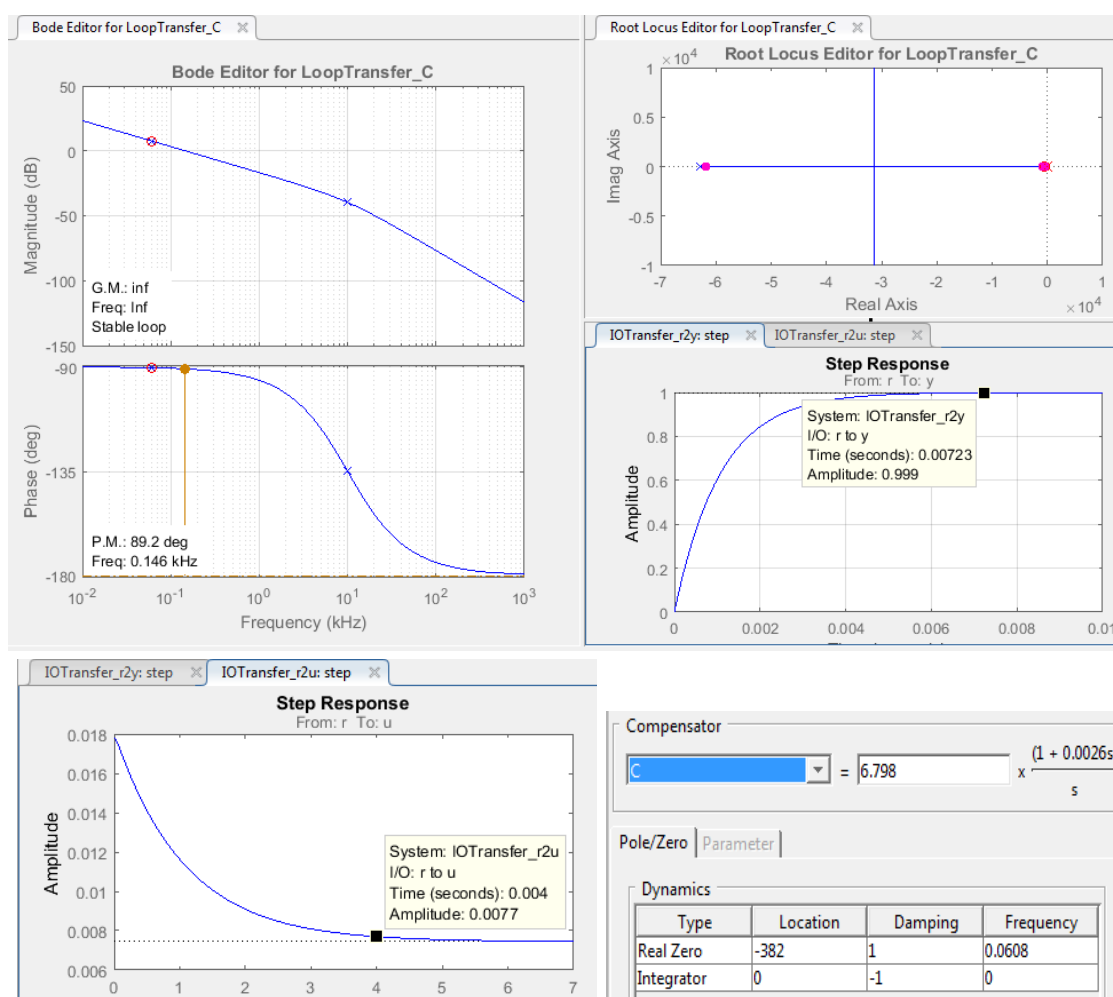 Bode Editor for LoopTransfer_C
Bode Editor for LoopTransfer_C
50
0
-50
-100
-150
Magnitude (dB)
G.M.: inf
Freq: Inf
Stable loop
-90
-135
-180
Phase (deg)
P.M.: 89.2 deg
Freq: 0.146 kHz
10^-2 10^-1 10^0 10^1 10^2 10^3
Frequency (kHz)
Root Locus Editor for LoopTransfer_C
Root Locus Editor for LoopTransfer_C
× 10^4
1
0.5
0
-0.5
-1
Imag Axis
-7 -6 -5 -4 -3 -2 -1 0 1
Real Axis
× 10^4
IOTransfer_r2y: step IOTransfer_r2u: step
Step Response
From: r To: y
1
0.8
0.6
0.4
0.2
0
Amplitude
System: IOTransfer_r2y
I/O: r to y
Time (seconds): 0.00723
Amplitude: 0.999
0 0.002 0.004 0.006 0.008 0.01
IOTransfer_r2y: step IOTransfer_r2u: step
Step Response
From: r To: u
0.018
0.016
0.014
0.012
0.01
0.008
0.006
Amplitude
System: IOTransfer_r2u
I/O: r to u
Time (seconds): 0.004
Amplitude: 0.0077
0 1 2 3 4 5 6 7
Compensator
C = 6.798 x (1 + 0.0026s
s
Pole/Zero Parameter
Dynamics
Type Location Damping Frequency
Real Zero -382 1 0.0608
Integrator 0 -1 0